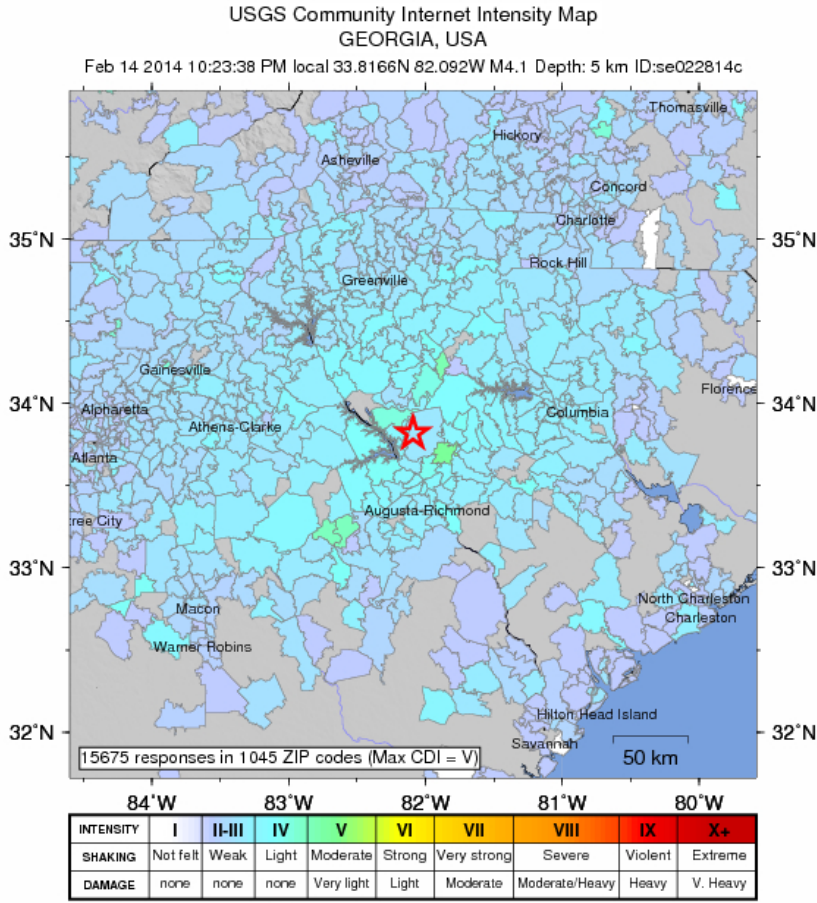 USGS Community Internet Intensity Map
GEORGIA, USA
Feb 14 2014 10:23:38 PM local 33.8166N 82.092W M4.1 Depth: 5 km ID:se022814c
Thomasville
Hickory
Asheville
Concord
Charlotte
35°N 35°N
Rock Hill
Greenville
Gainesville
Florence
34°N 34°N
Alpharetta
Columbia
Athens-Clarke
Atlanta
Augusta-Richmond
ree City
33°N 33°N
North Charleston
Macon
Charleston
Warner Robins
Hilton Head Island
32°N 32°N
Savannah
15675 responses in 1045 ZIP codes (Max CDI = V)
50 km
84°W 83°W 82°W 81°W 80°W
INTENSITY I II-III IV V VI VII VIII IX X+
SHAKING Not felt Weak Light Moderate Strong Very strong Severe Violent Extreme
DAMAGE none none none Very light Light Moderate Moderate/Heavy Heavy V. Heavy